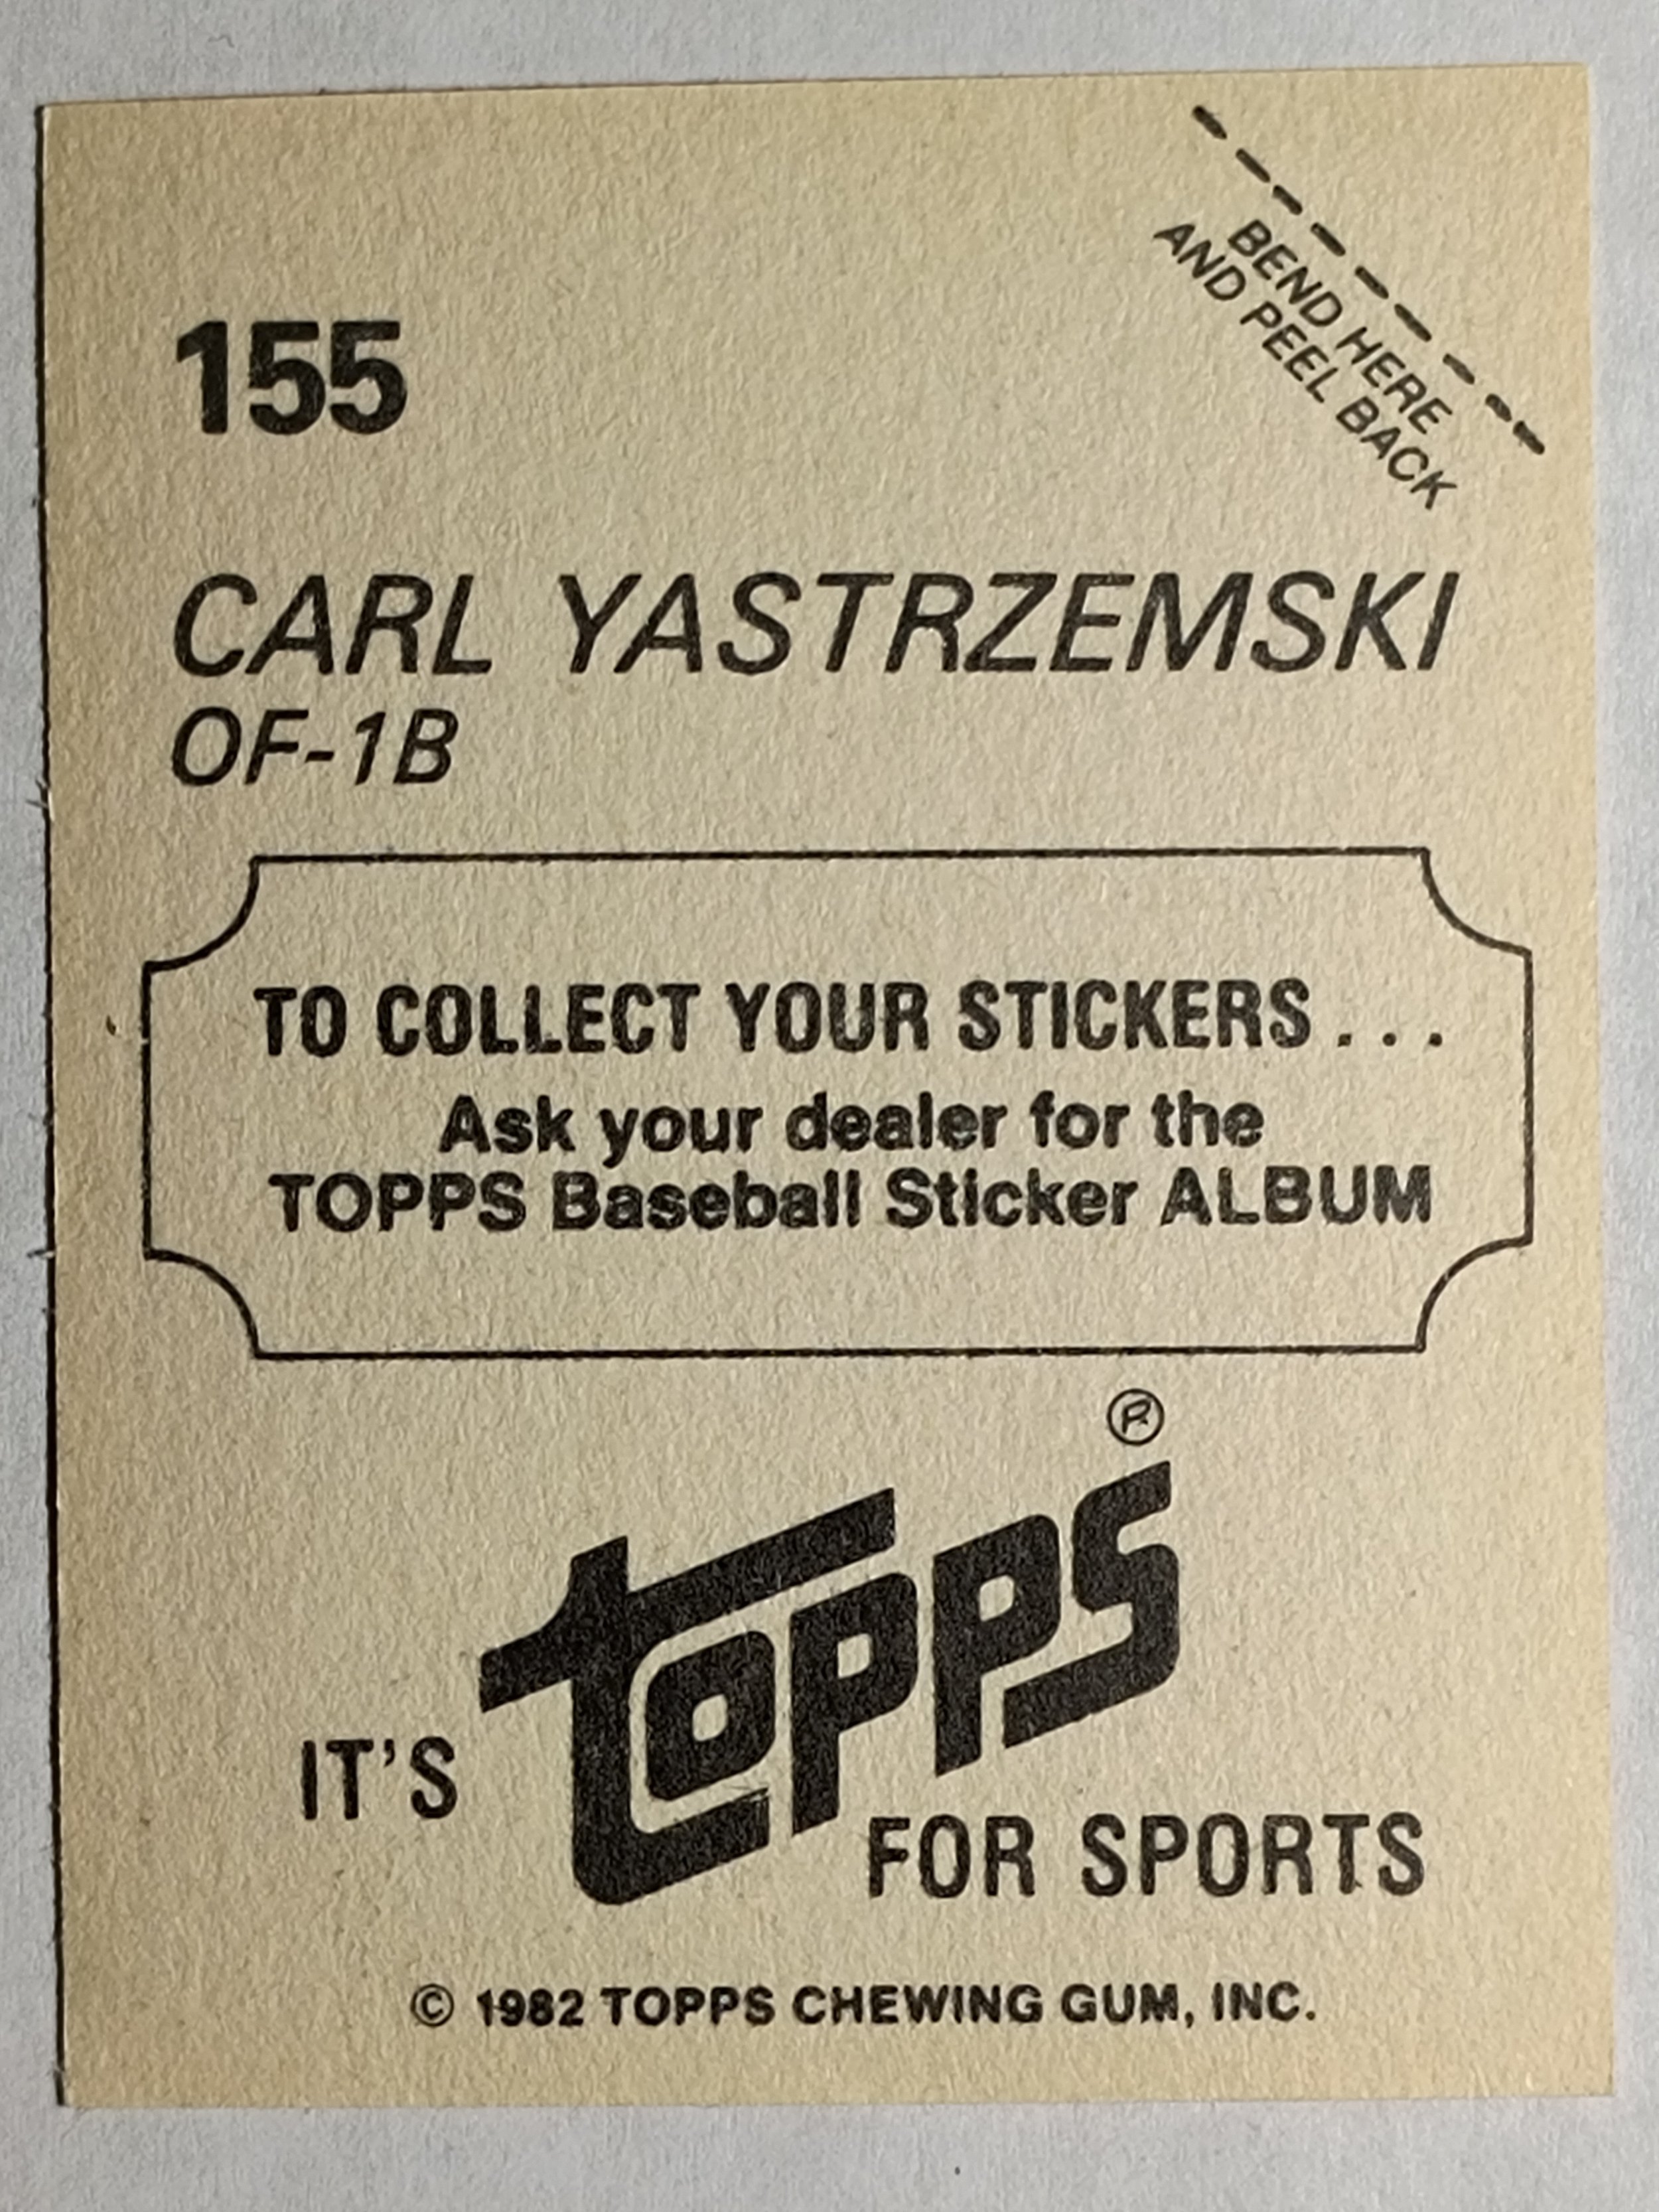 BEND HERE
AND PEEL BACK
155
CARL YASTRZEMSKI
OF-1B
TO COLLECT YOUR STICKERS . . .
Ask your dealer for the
TOPPS Baseball Sticker ALBUM
IT'S TOPPS® FOR SPORTS
© 1982 TOPPS CHEWING GUM, INC.